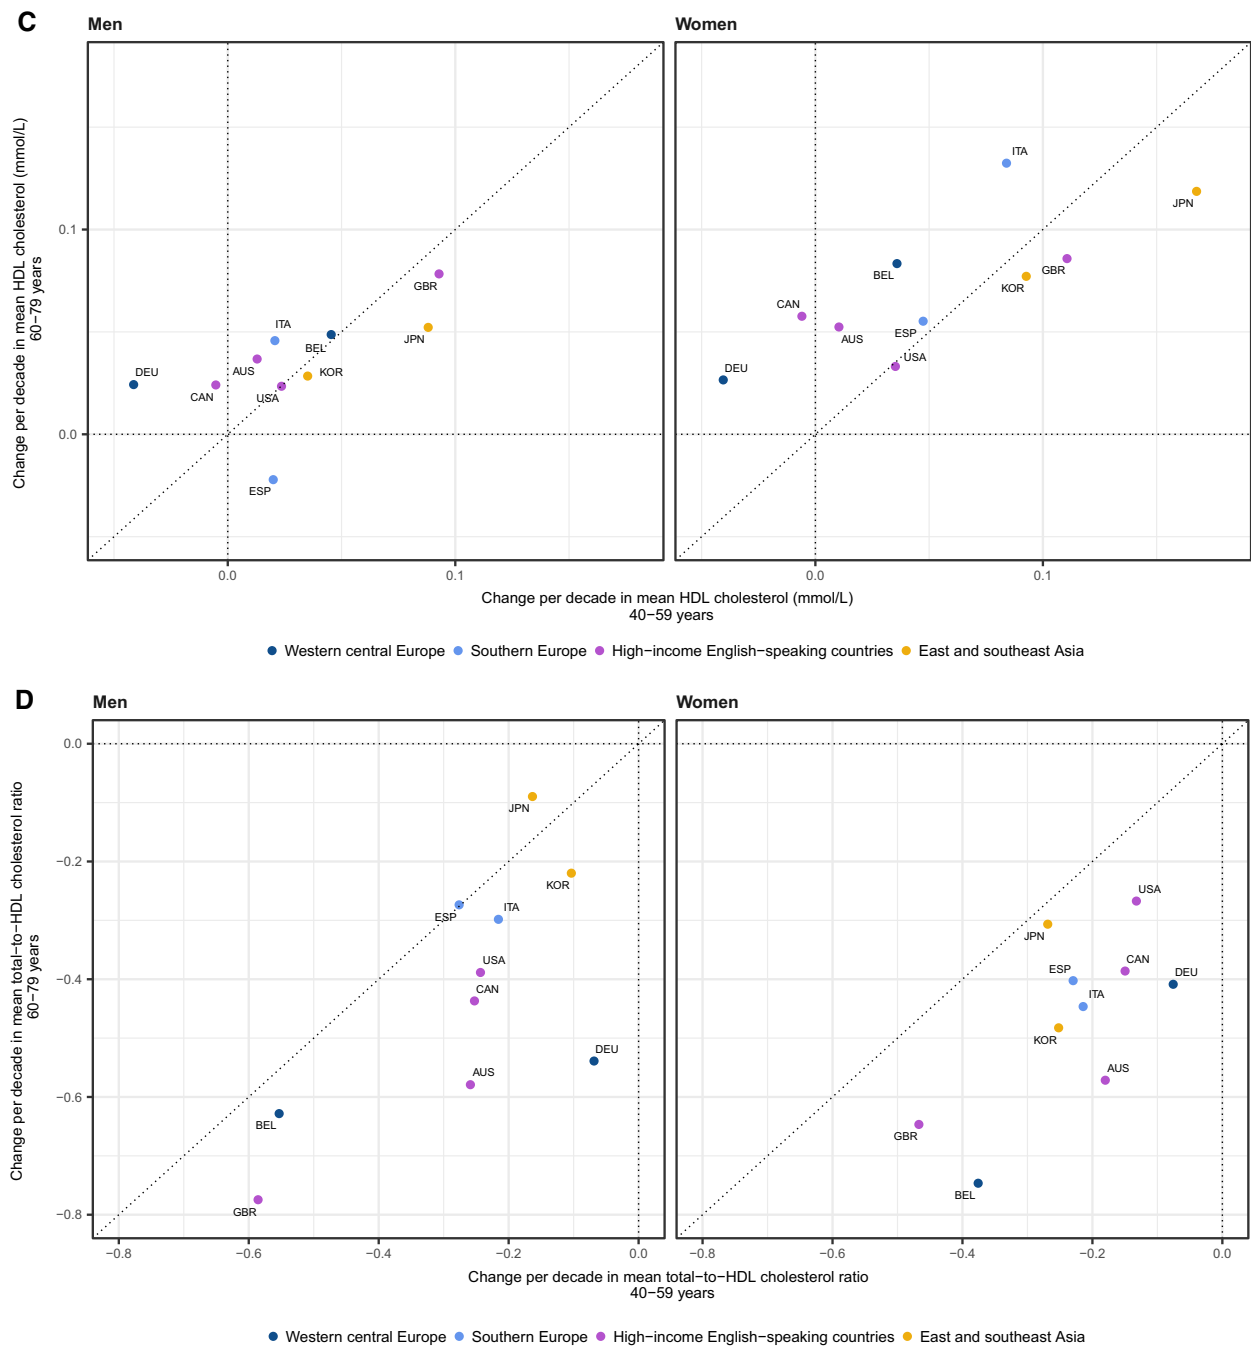 C
Men
Women
Change per decade in mean HDL cholesterol (mmol/L)
60−79 years
0.1
0.0
ITA
JPN
BEL
GBR
KOR
CAN
AUS
ESP
USA
DEU
GBR
ITA
BEL
JPN
DEU
AUS
KOR
CAN
USA
ESP
0.0
0.1
0.0
0.1
Change per decade in mean HDL cholesterol (mmol/L)
40−59 years
Western central Europe Southern Europe High−income English−speaking countries East and southeast Asia
D
Men
Women
Change per decade in mean total−to−HDL cholesterol ratio
60−79 years
0.0
−0.2
−0.4
−0.6
−0.8
JPN
KOR
ESP
ITA
USA
CAN
DEU
AUS
BEL
GBR
USA
JPN
CAN
ESP
DEU
ITA
KOR
AUS
GBR
BEL
−0.8
−0.6
−0.4
−0.2
0.0
−0.8
−0.6
−0.4
−0.2
0.0
Change per decade in mean total−to−HDL cholesterol ratio
40−59 years
Western central Europe Southern Europe High−income English−speaking countries East and southeast Asia